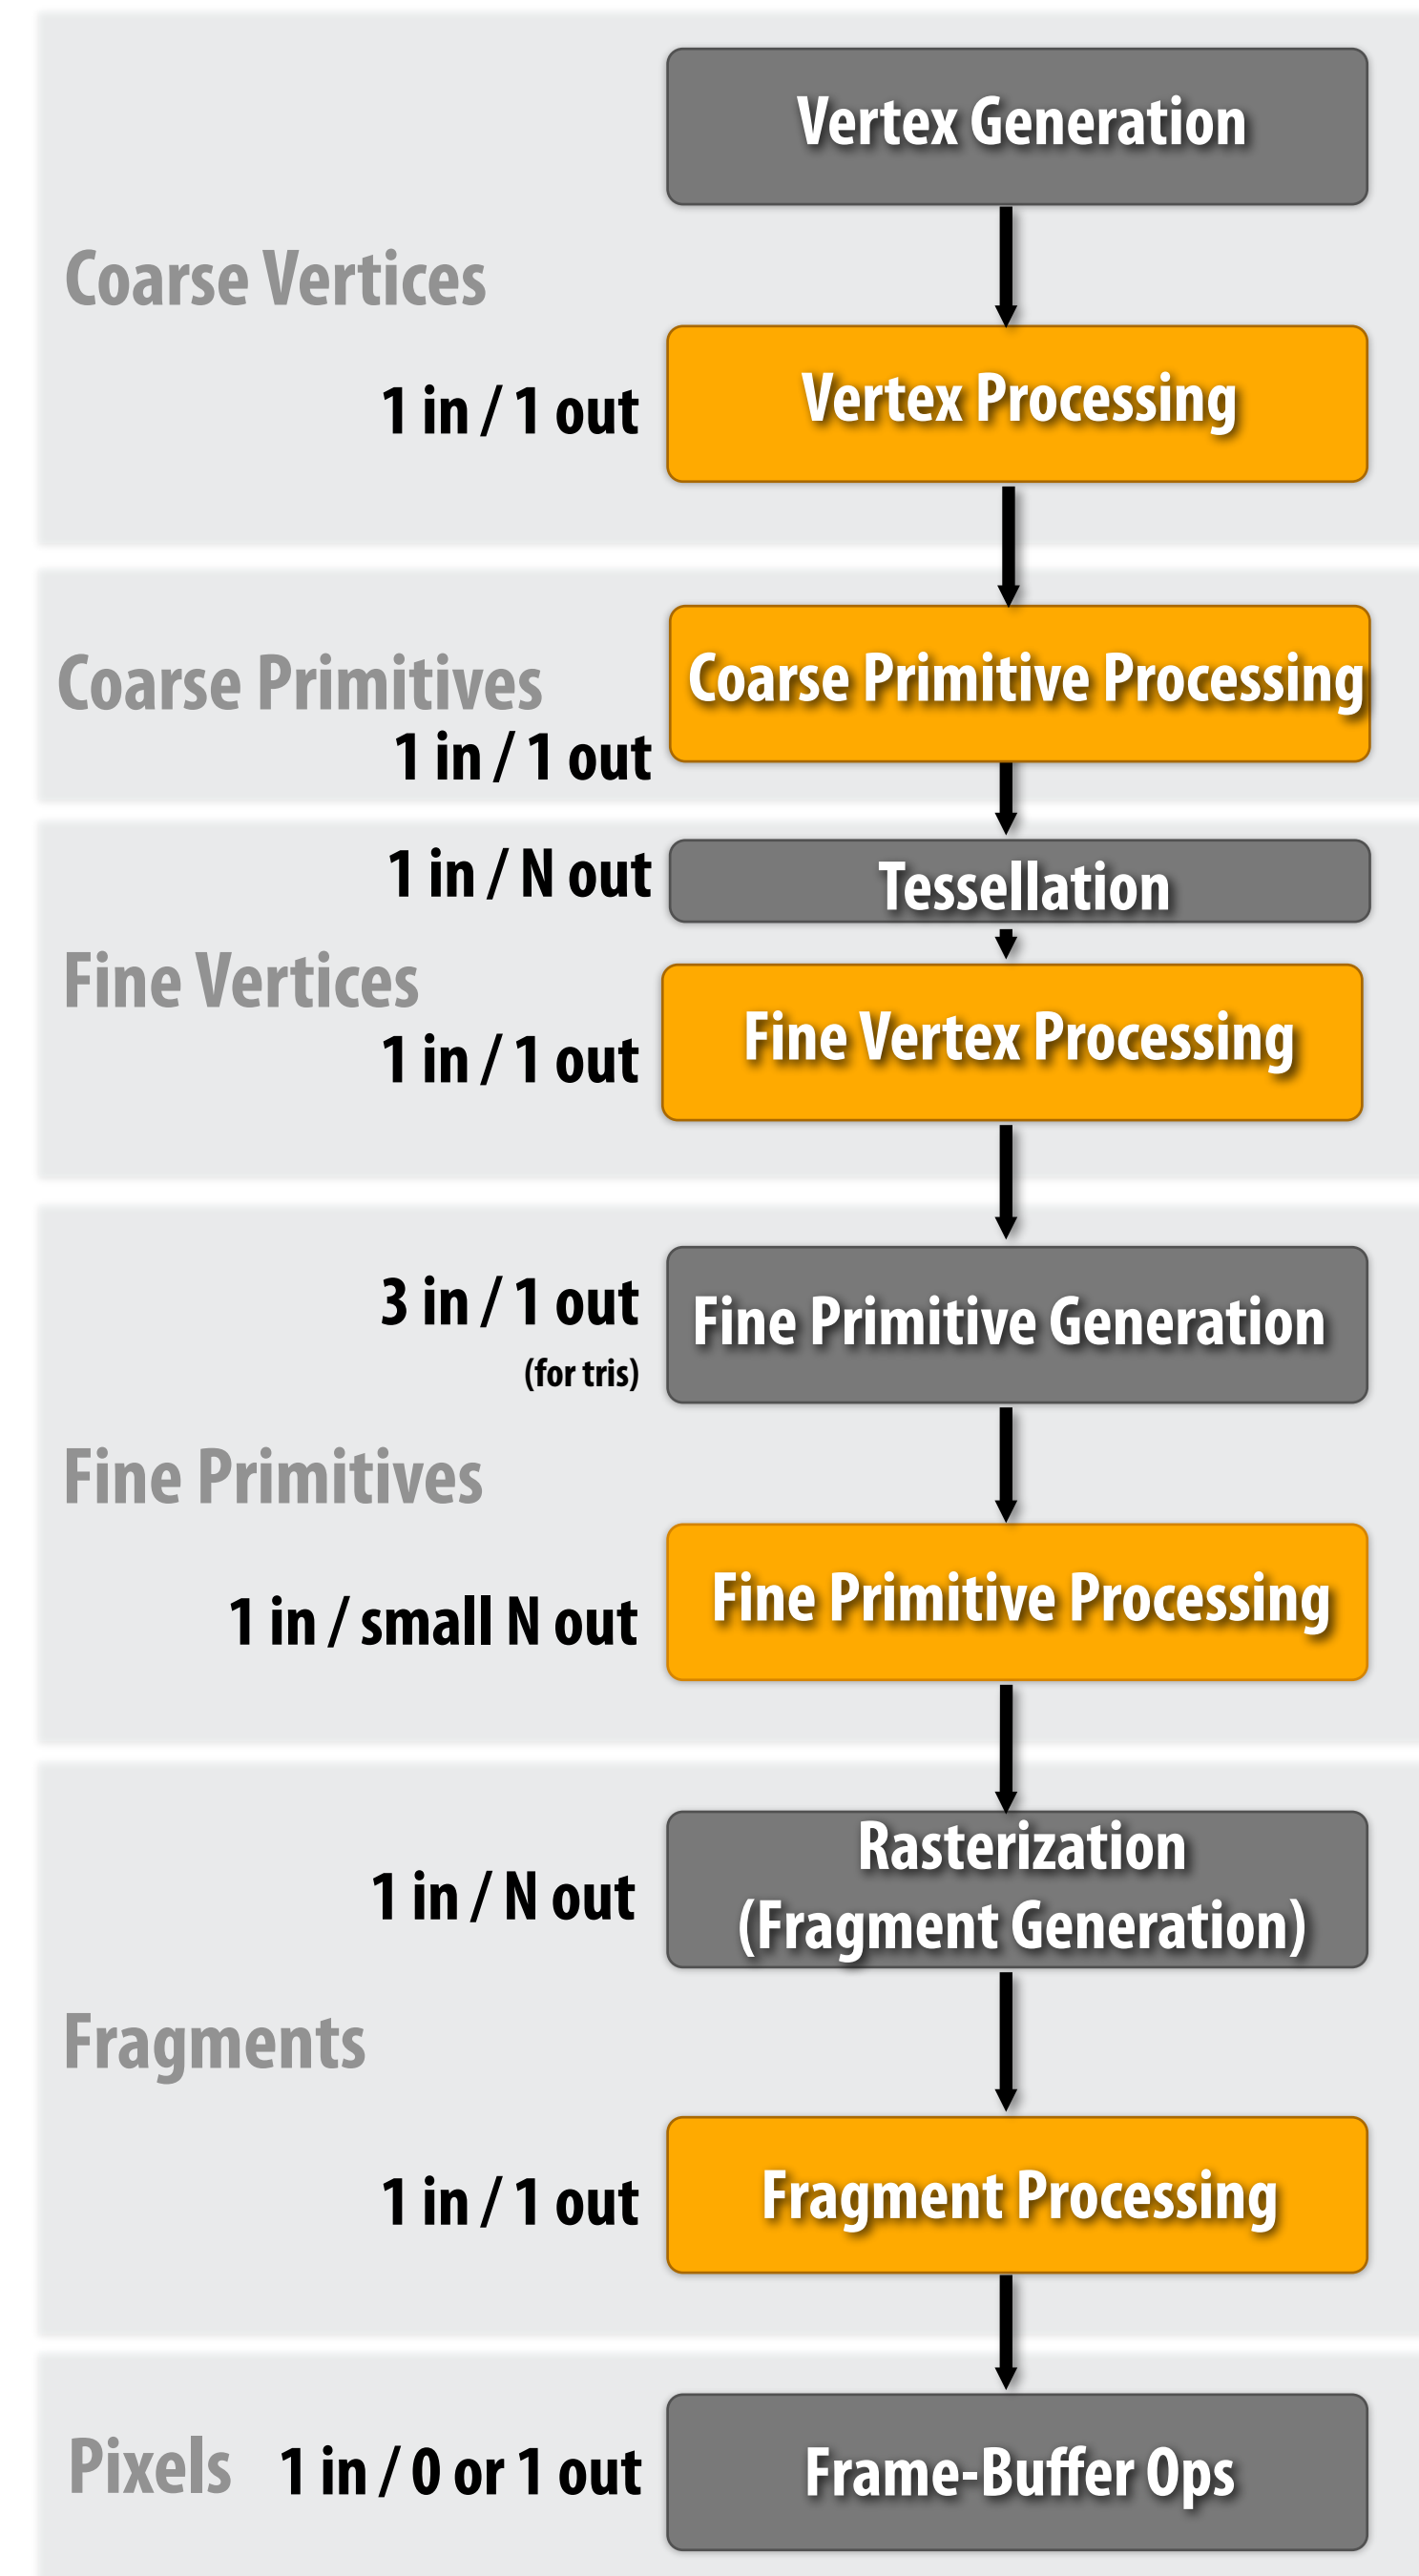 Vertex Generation
Coarse Vertices
1 in / 1 out
Vertex Processing
Coarse Primitives
Coarse Primitive Processing
1 in / 1 out
1 in / N out
Tessellation
Fine Vertices
1 in / 1 out
Fine Vertex Processing
3 in / 1 out
(for tris)
Fine Primitive Generation
Fine Primitives
1 in / small N out
Fine Primitive Processing
1 in / N out
Rasterization
(Fragment Generation)
Fragments
1 in / 1 out
Fragment Processing
Pixels
1 in / 0 or 1 out
Frame-Buffer Ops